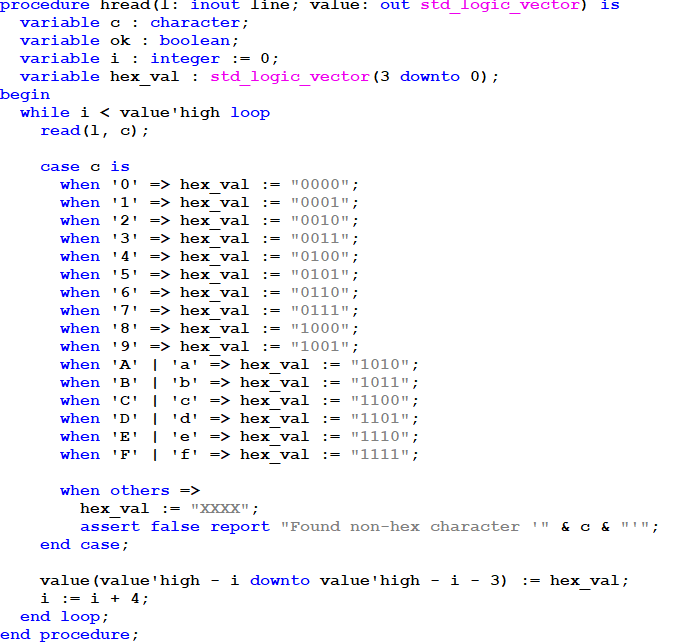 procedure hread(l: inout line; value: out std_logic_vector) is
  variable c : character;
  variable ok : boolean;
  variable i : integer := 0;
  variable hex_val : std_logic_vector(3 downto 0);
begin
  while i < value'high loop
    read(l, c);

    case c is
      when '0' => hex_val := "0000";
      when '1' => hex_val := "0001";
      when '2' => hex_val := "0010";
      when '3' => hex_val := "0011";
      when '4' => hex_val := "0100";
      when '5' => hex_val := "0101";
      when '6' => hex_val := "0110";
      when '7' => hex_val := "0111";
      when '8' => hex_val := "1000";
      when '9' => hex_val := "1001";
      when 'A' | 'a' => hex_val := "1010";
      when 'B' | 'b' => hex_val := "1011";
      when 'C' | 'c' => hex_val := "1100";
      when 'D' | 'd' => hex_val := "1101";
      when 'E' | 'e' => hex_val := "1110";
      when 'F' | 'f' => hex_val := "1111";

      when others =>
        hex_val := "XXXX";
        assert false report "Found non-hex character '" & c & "'";
    end case;

    value(value'high - i downto value'high - i - 3) := hex_val;
    i := i + 4;
  end loop;
end procedure;